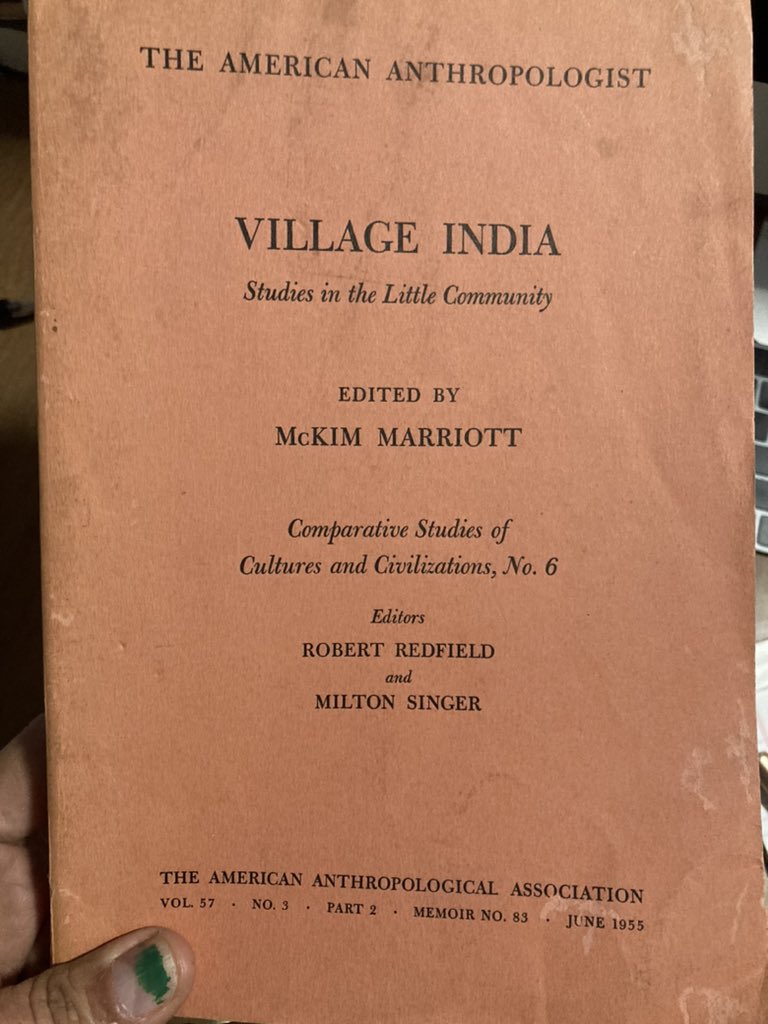 THE AMERICAN ANTHROPOLOGIST
VILLAGE INDIA
Studies in the Little Community
EDITED BY
McKIM MARRIOTT
Comparative Studies of
Cultures and Civilizations, No. 6
Editors
ROBERT REDFIELD
and
MILTON SINGER
THE AMERICAN ANTHROPOLOGICAL ASSOCIATION
VOL. 57 · NO. 3 · PART 2 · MEMOIR NO. 83 · JUNE 1955